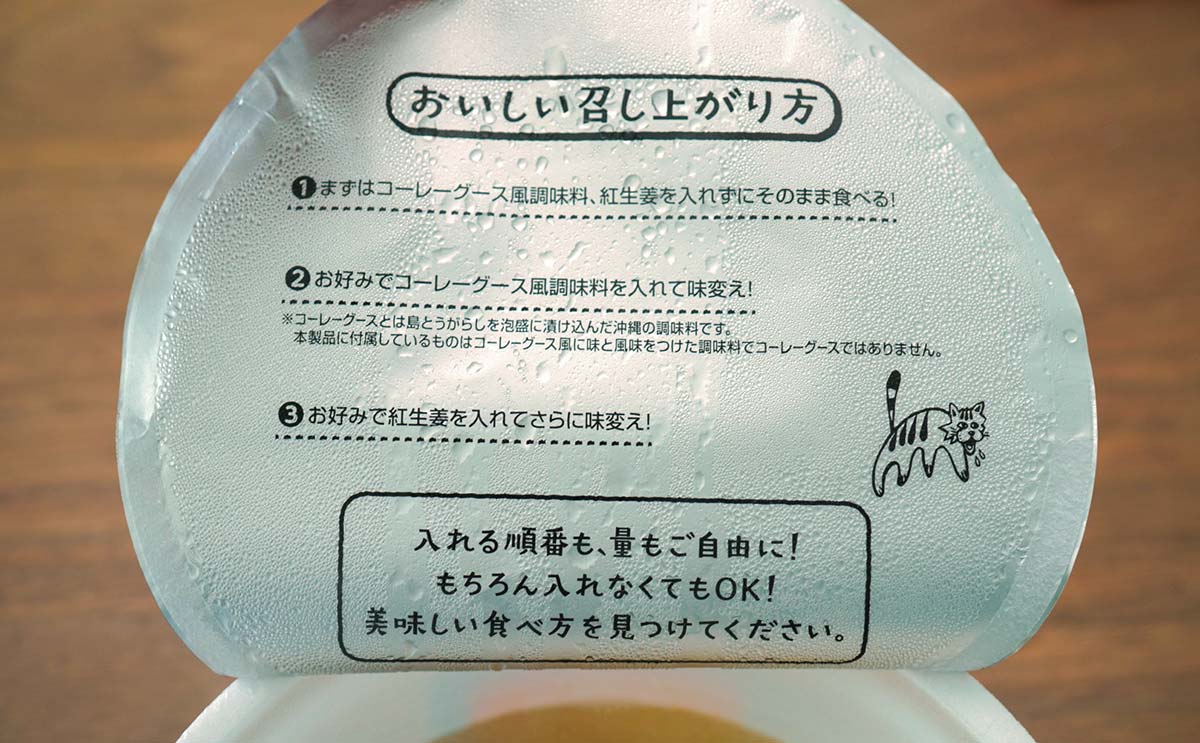 おいしい召し上がり方
❶まずはコーレーグース風調味料、紅生姜を入れずにそのまま食べる!
❷お好みでコーレーグース風調味料を入れて味変え!
※コーレーグースとは島とうがらしを泡盛に漬け込んだ沖縄の調味料です。
本製品に付属しているものはコーレーグース風に味と風味をつけた調味料でコーレーグースではありません。
❸お好みで紅生姜を入れてさらに味変え!
入れる順番も、量もご自由に!
もちろん入れなくてもOK!
美味しい食べ方を見つけてください。